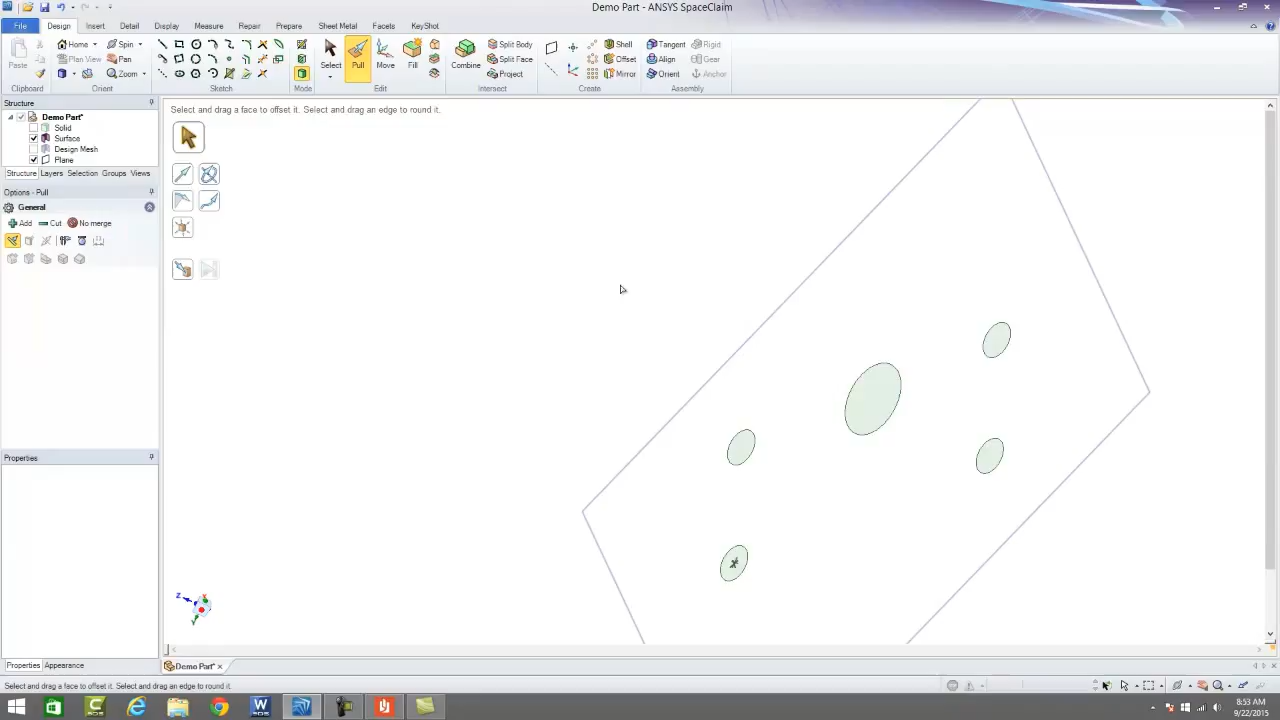 Demo Part - ANSYS SpaceClaim
File Design Insert Detail Display Measure Repair Prepare Sheet Metal Facets KeyShot
Paste Home Spin Select Pull Move Fill Combine Split Body Shell Tangent Rigid
Plan View Pan Split Face Offset Align Gear
Zoom Project Mirror Orient Anchor
Clipboard Orient Sketch Mode Edit Intersect Create Assembly
Structure
Select and drag a face to offset it. Select and drag an edge to round it.
Demo Part*
Solid
Surface
Design Mesh
Plane
Structure Layers Selection Groups Views
Options - Pull
General
Add Cut No merge
Properties
Z
X
Y
Properties Appearance
Demo Part*
Select and drag a face to offset it. Select and drag an edge to round it.
8:53 AM
9/22/2015